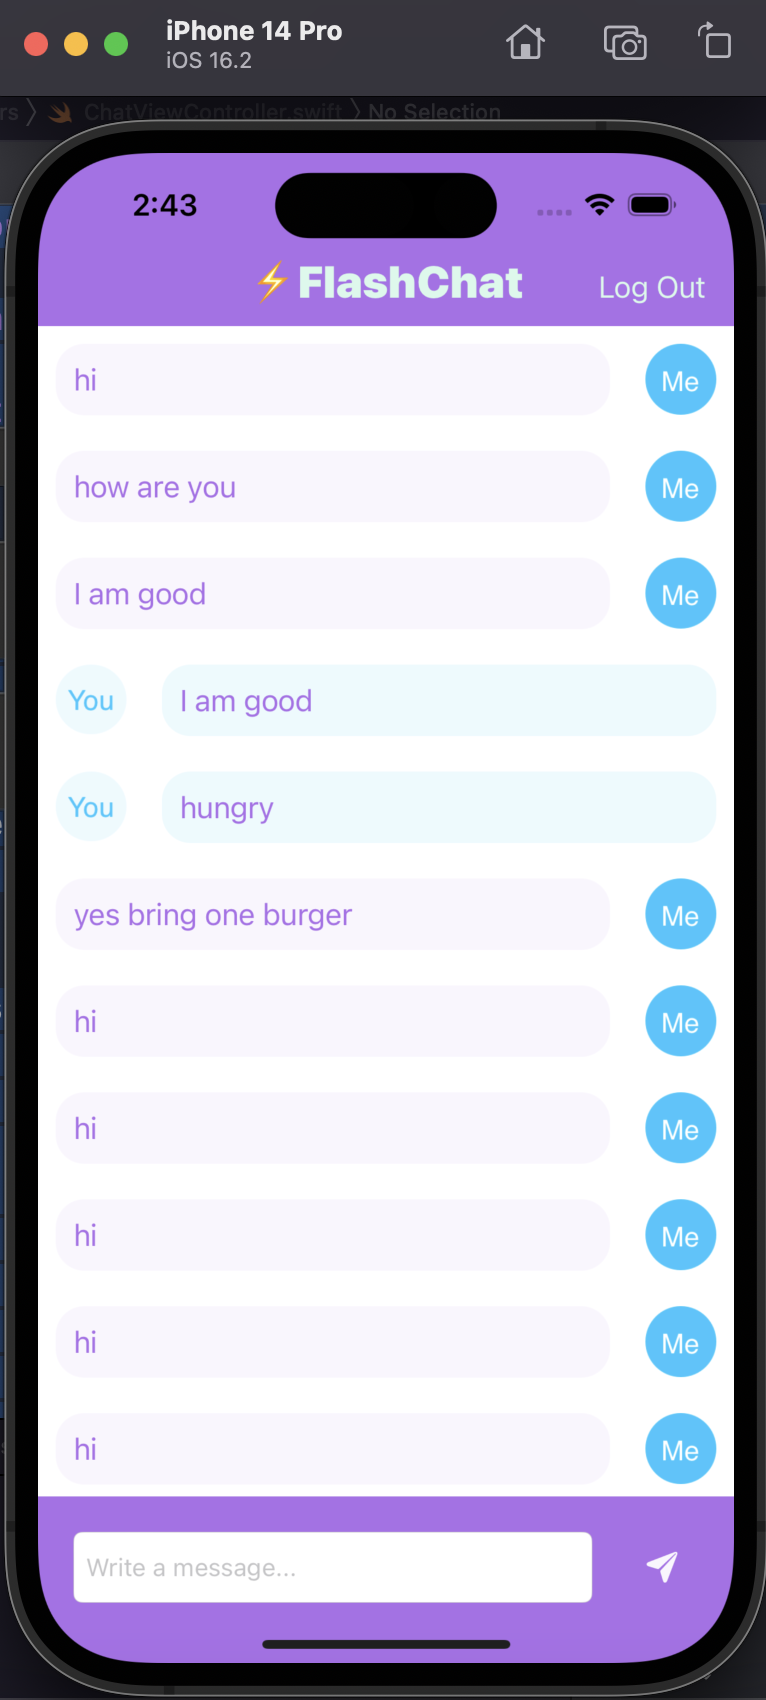 iPhone 14 Pro
iOS 16.2
rs ChatViewController.swift No Selection
2:43
⚡FlashChat Log Out
hi Me
how are you Me
I am good Me
You I am good
You hungry
yes bring one burger Me
hi Me
hi Me
hi Me
hi Me
hi Me
Write a message...